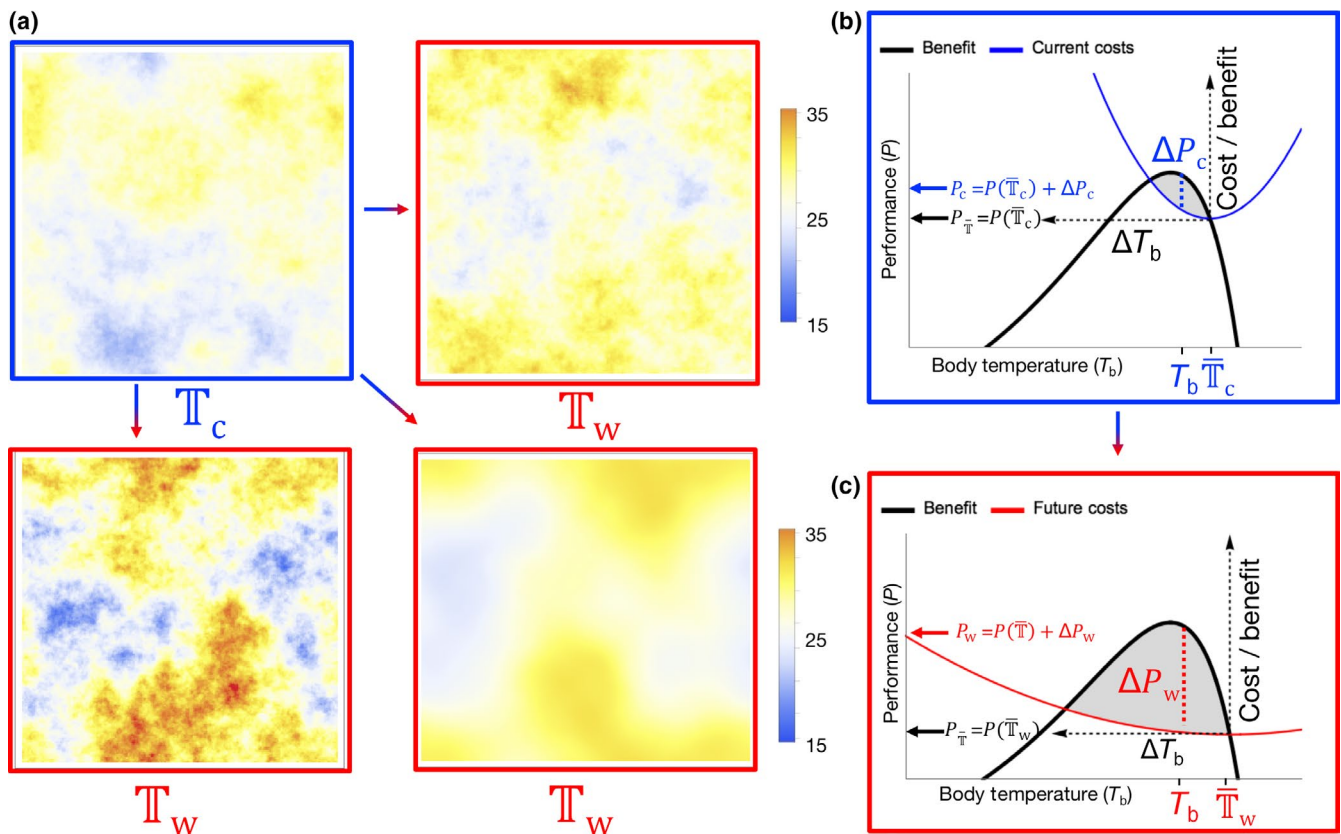 (a)
𝕋c
35
25
15
𝕋w
𝕋w
35
25
15
𝕋w
(b)
Benefit Current costs
Performance (P)
Pc =P(𝕋̅c) + ΔPc
P𝕋̅ =P(𝕋̅c)
ΔPc
Cost / benefit
ΔTb
Body temperature (Tb)
Tb 𝕋̅c
(c)
Benefit Future costs
Performance (P)
Pw =P(𝕋̅) + ΔPw
P𝕋̅ =P(𝕋̅w)
ΔPw
Cost / benefit
ΔTb
Body temperature (Tb)
Tb 𝕋̅w